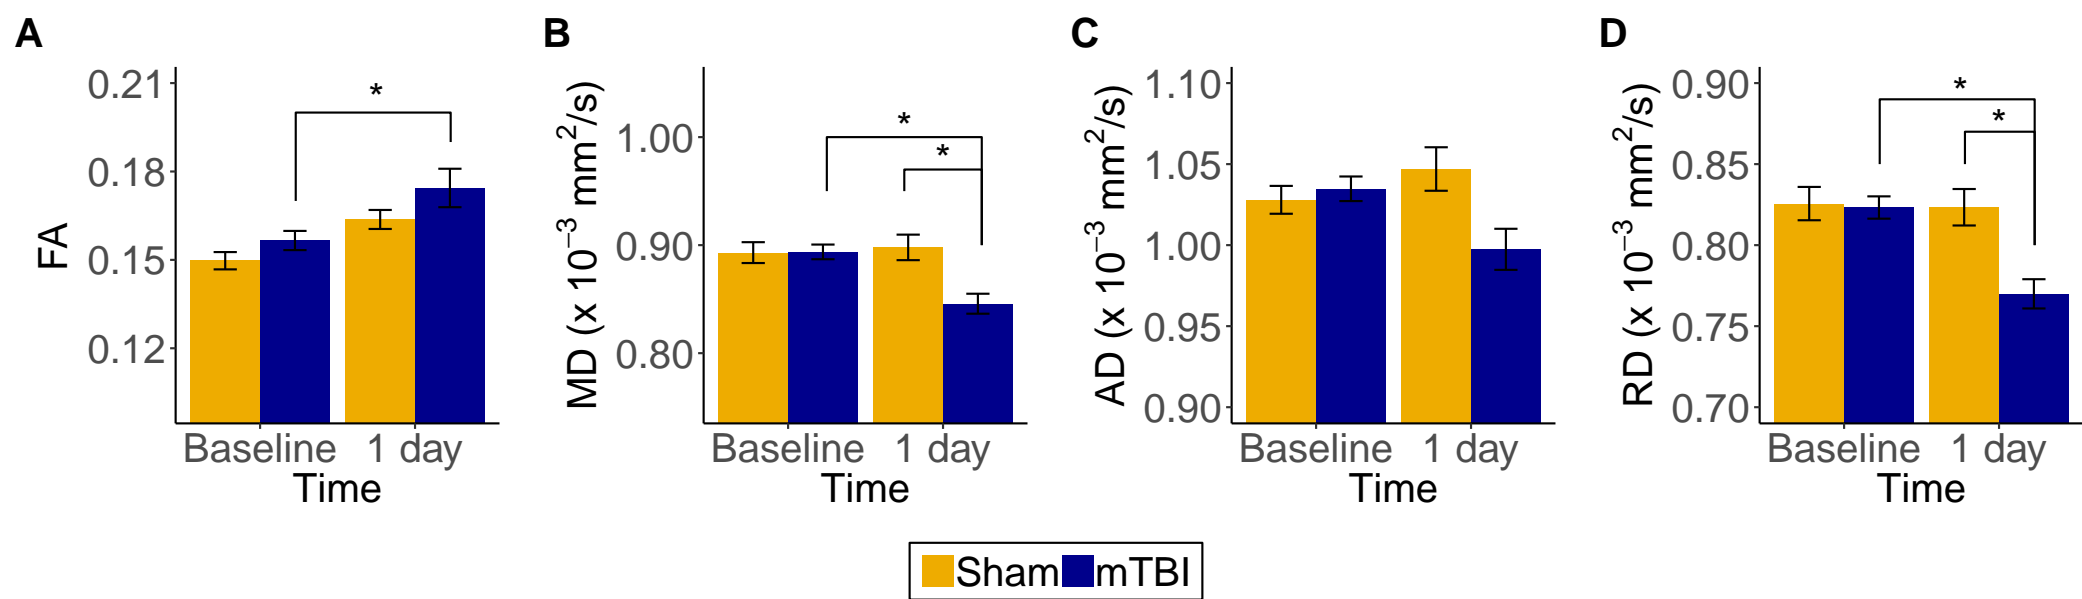 A
0.21
0.18
0.15
0.12
FA
*
Baseline 1 day
Time
B
1.00
0.90
0.80
MD (x 10⁻³ mm²/s)
*
*
Baseline 1 day
Time
C
1.10
1.05
1.00
0.95
0.90
AD (x 10⁻³ mm²/s)
Baseline 1 day
Time
D
0.90
0.85
0.80
0.75
0.70
RD (x 10⁻³ mm²/s)
*
*
Baseline 1 day
Time
Sham mTBI